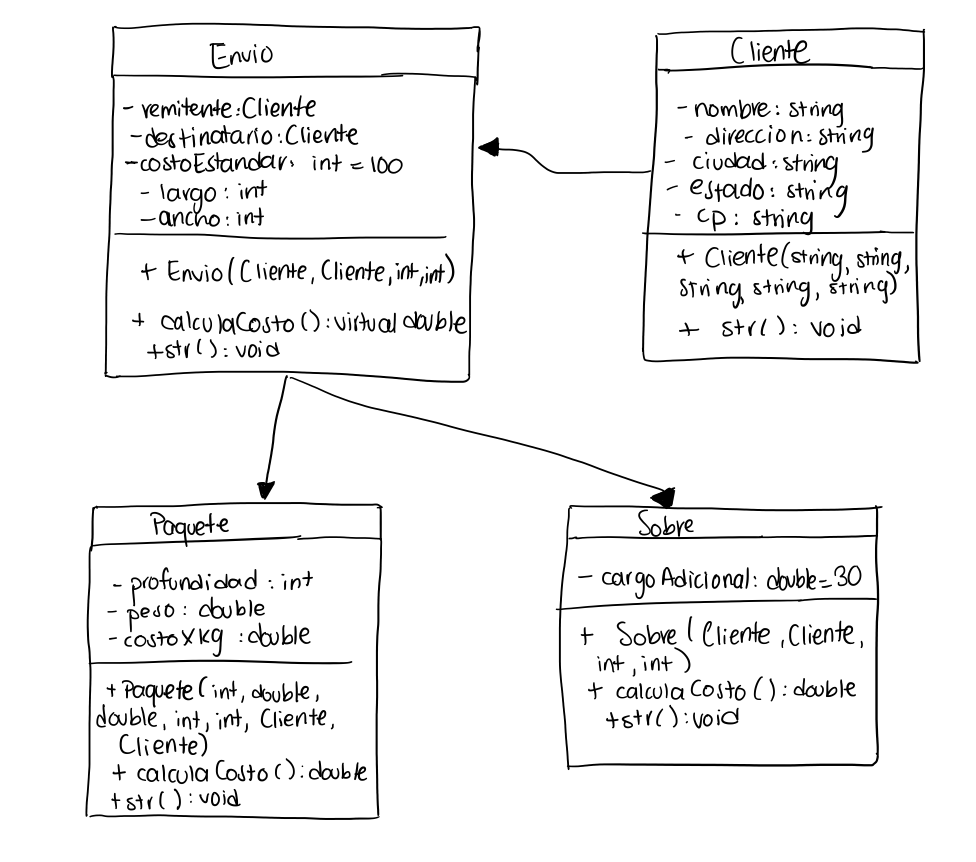 Envio
- remitente: Cliente
- destinatario: Cliente
- costoEstandar: int = 100
- largo: int
- ancho: int
+ Envio (Cliente, Cliente, int, int)
+ calculaCosto(): virtual double
+ str(): void
Cliente
- nombre: string
- direccion: string
- ciudad: string
- estado: string
- cp: string
+ Cliente(string, string,
string, string, string)
+ str(): void
Paquete
- profundidad: int
- peso: double
- costoXkg: double
+ Paquete(int, double,
double, int, int, Cliente,
Cliente)
+ calculaCosto(): double
+ str(): void
Sobre
- cargoAdicional: double = 30
+ Sobre (Cliente, Cliente,
int, int)
+ calculaCosto(): double
+ str(): void